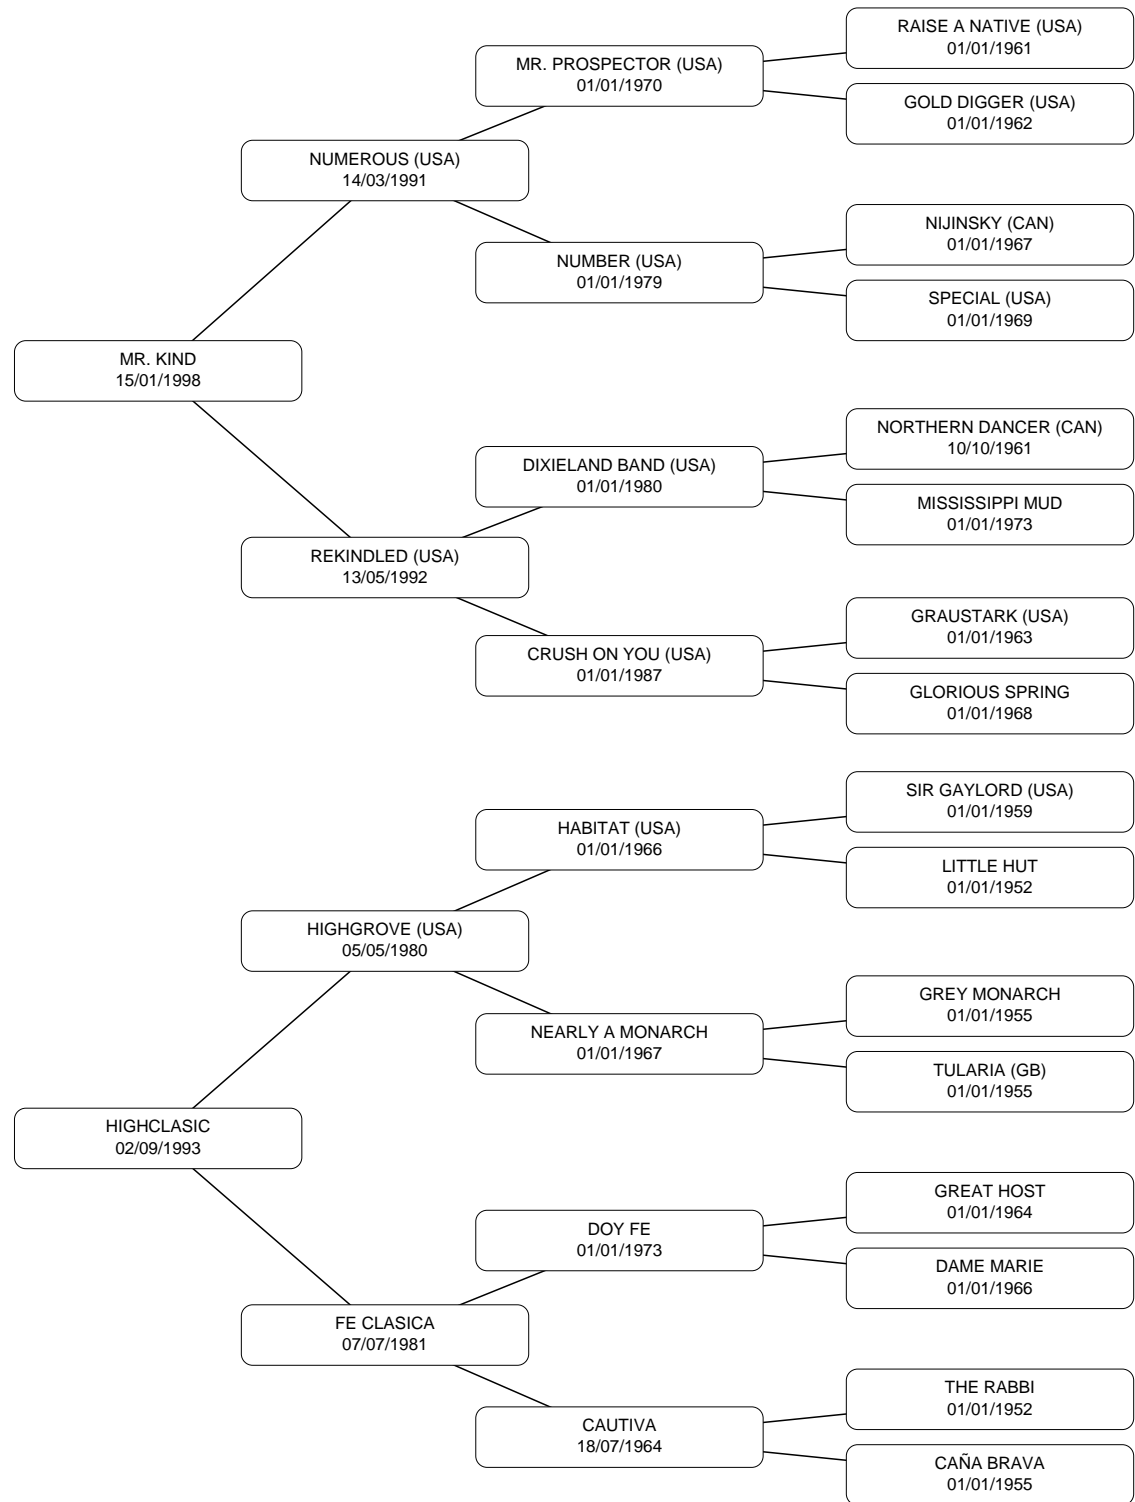 RAISE A NATIVE (USA)
01/01/1961
MR. PROSPECTOR (USA)
01/01/1970
GOLD DIGGER (USA)
01/01/1962
NUMEROUS (USA)
14/03/1991
NIJINSKY (CAN)
01/01/1967
NUMBER (USA)
01/01/1979
SPECIAL (USA)
01/01/1969
MR. KIND
15/01/1998
NORTHERN DANCER (CAN)
10/10/1961
DIXIELAND BAND (USA)
01/01/1980
MISSISSIPPI MUD
01/01/1973
REKINDLED (USA)
13/05/1992
GRAUSTARK (USA)
01/01/1963
CRUSH ON YOU (USA)
01/01/1987
GLORIOUS SPRING
01/01/1968
SIR GAYLORD (USA)
01/01/1959
HABITAT (USA)
01/01/1966
LITTLE HUT
01/01/1952
HIGHGROVE (USA)
05/05/1980
GREY MONARCH
01/01/1955
NEARLY A MONARCH
01/01/1967
TULARIA (GB)
01/01/1955
HIGHCLASIC
02/09/1993
GREAT HOST
01/01/1964
DOY FE
01/01/1973
DAME MARIE
01/01/1966
FE CLASICA
07/07/1981
THE RABBI
01/01/1952
CAUTIVA
18/07/1964
CAÑA BRAVA
01/01/1955